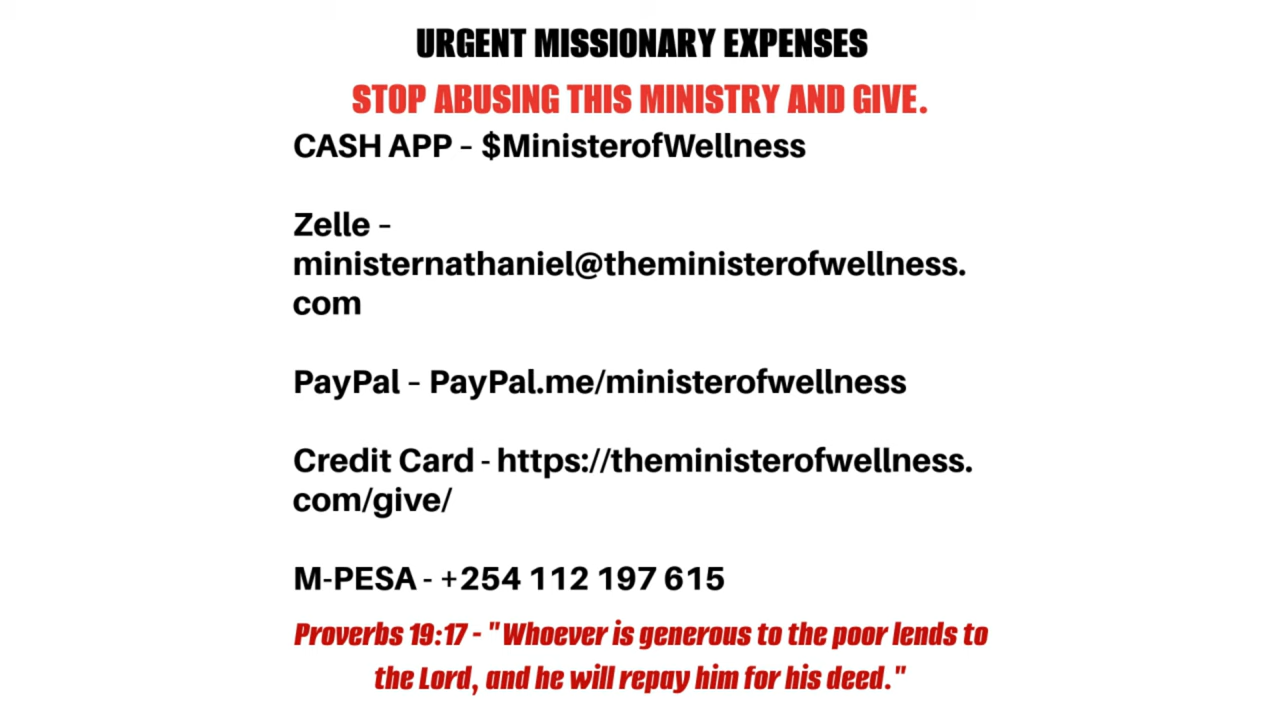 URGENT MISSIONARY EXPENSES
STOP ABUSING THIS MINISTRY AND GIVE.
CASH APP – $MinisterofWellness
Zelle –
ministernathaniel@theministerofwellness.
com
PayPal – PayPal.me/ministerofwellness
Credit Card - https://theministerofwellness.
com/give/
M-PESA - +254 112 197 615
Proverbs 19:17 - "Whoever is generous to the poor lends to
the Lord, and he will repay him for his deed."